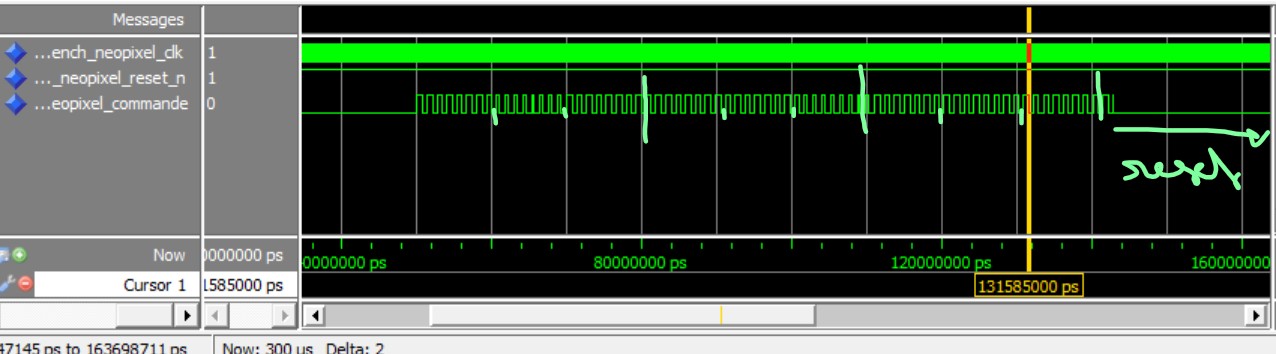 Messages
...ench_neopixel_clk 1
..._neopixel_reset_n 1
...eopixel_commande 0
reset
Now 0000000 ps 0000000 ps 80000000 ps 120000000 ps 160000000
Cursor 1 1585000 ps 131585000 ps
47145 ps to 163698711 ps Now: 300 us Delta: 2